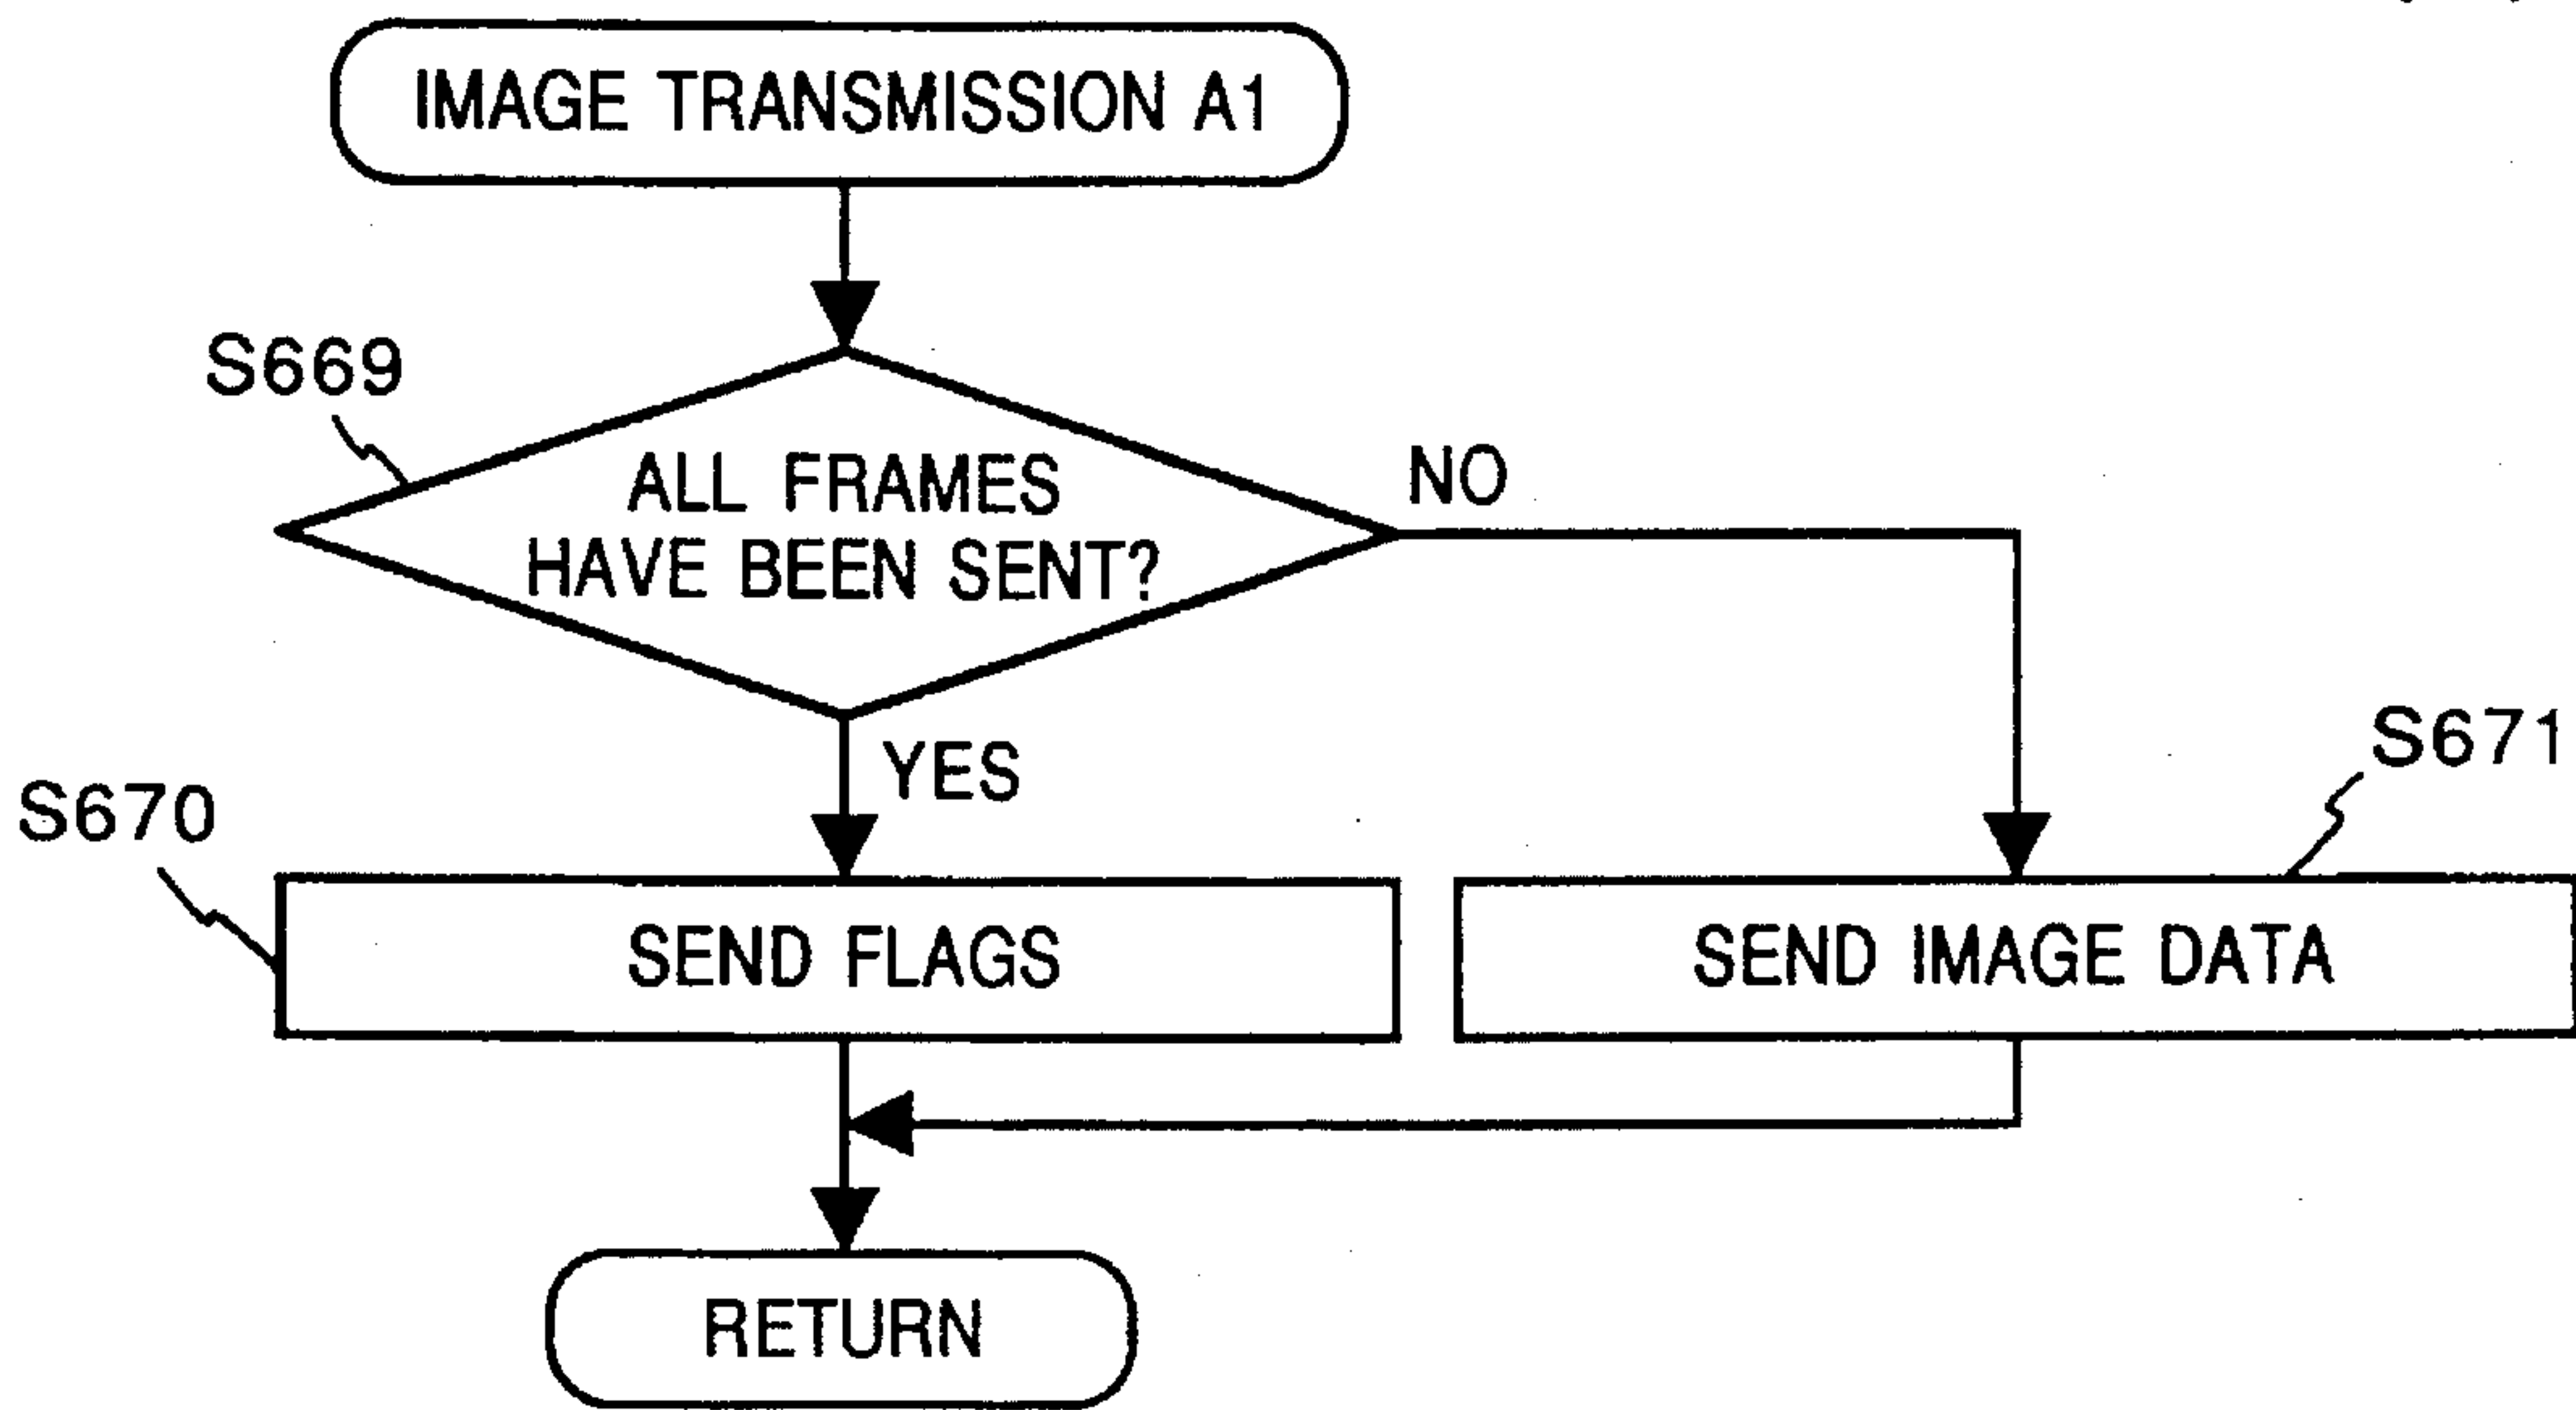 IMAGE TRANSMISSION A1
S669
ALL FRAMES
HAVE BEEN SENT?
NO
YES
S670
S671
SEND FLAGS
SEND IMAGE DATA
RETURN